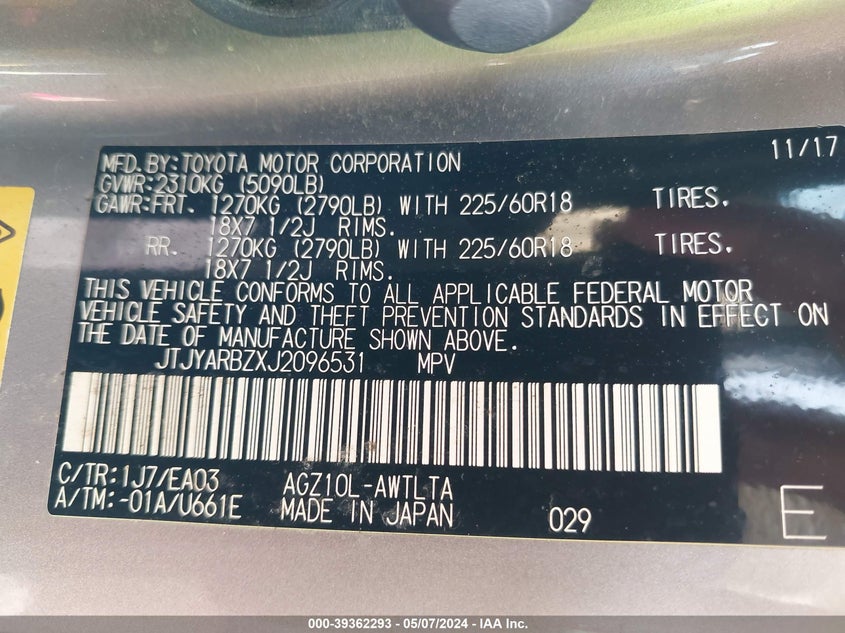 MFD.BY:TOYOTA MOTOR CORPORATION 11/17
GVWR:2310KG (5090LB)
GAWR:FRT. 1270KG (2790LB) WITH 225/60R18 TIRES.
18X7 1/2J RIMS.
RR. 1270KG (2790LB) WITH 225/60R18 TIRES.
18X7 1/2J RIMS.
THIS VEHICLE CONFORMS TO ALL APPLICABLE FEDERAL MOTOR
VEHICLE SAFETY AND THEFT PREVENTION STANDARDS IN EFFECT ON
THE DATE OF MANUFACTURE SHOWN ABOVE.
JTJYARBZXJ2096531 MPV
C/TR:1J7/EA03 AGZ10L-AWTLTA
A/TM:-01A/U661E MADE IN JAPAN 029 E
000-39362293 - 05/07/2024 - IAA Inc.